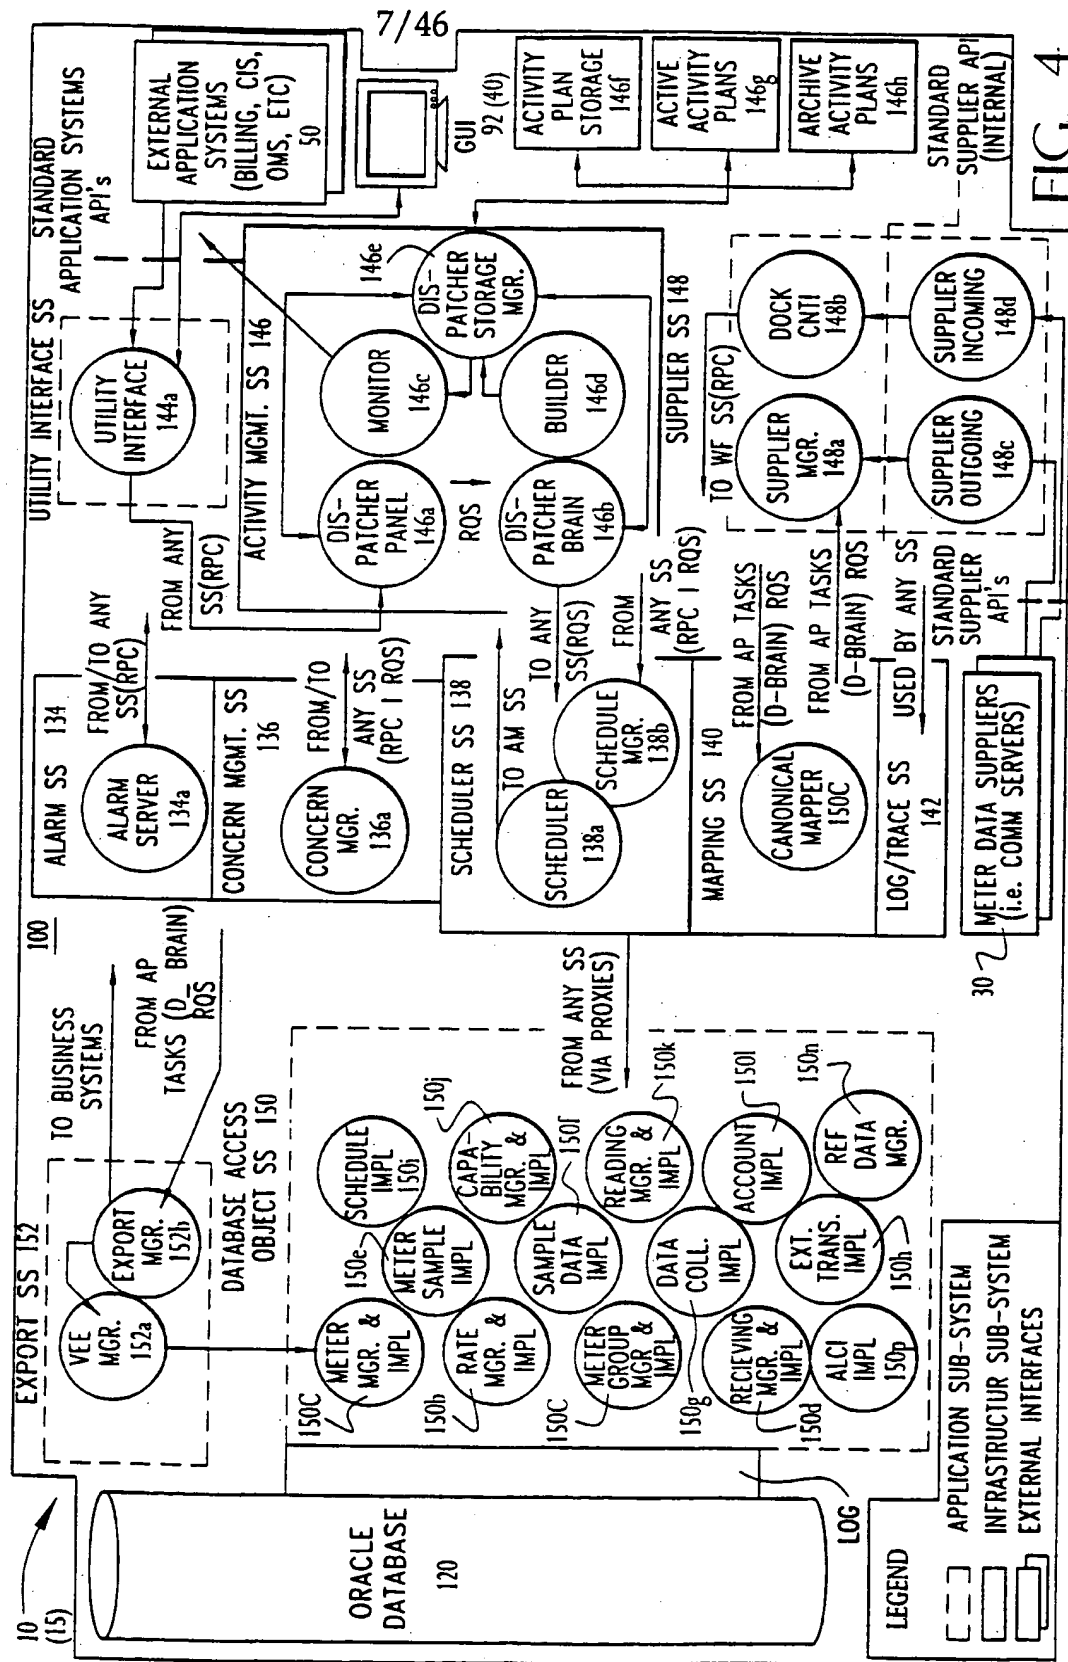 7/46
10
(15)
100
EXPORT SS 152
VEE
MGR.
152a
EXPORT
MGR.
152b
TO BUSINESS
SYSTEMS
FROM AP
TASKS (D_ BRAIN)
RQS
DATABASE ACCESS
OBJECT SS 150
ORACLE
DATABASE
120
LOG
METER
MGR. &
IMPL
150C
RATE
MGR. &
IMPL
150b
METER
GROUP
MGR. &
IMPL
150C
RECIEVING
MGR. &
IMPL
150d
ALCI
IMPL
150p
METER
SAMPLE
IMPL
150e
SAMPLE
DATA
IMPL
150f
DATA
COLL.
IMPL
150g
EXT.
TRANS.
IMPL
150h
SCHEDULE
IMPL
150i
CAPA-
BILITY
MGR. &
IMPL
150j
READING
MGR. &
IMPL
150k
ACCOUNT
IMPL
150l
REF
DATA
MGR.
150n
FROM ANY SS
(VIA PROXIES)
ALARM SS 134
ALARM
SERVER
134a
FROM/TO ANY
SS(RPC)
CONCERN MGMT. SS
136
CONCERN
MGR.
136a
FROM/TO
ANY SS
(RPC I RQS)
SCHEDULER SS 138
SCHEDULER
138a
SCHEDULE
MGR.
138b
TO AM SS
TO ANY
SS(RQS)
FROM
ANY SS
(RPC I RQS)
MAPPING SS 140
CANONICAL
MAPPER
150C
FROM AP TASKS
(D-BRAIN) RQS
FROM AP TASKS
(D-BRAIN) RQS
LOG/TRACE SS
142
USED BY ANY SS
METER DATA SUPPLIERS
(i.e. COMM SERVERS)
30
STANDARD
SUPPLIER
API's
UTILITY INTERFACE SS
UTILITY
INTERFACE
144a
FROM ANY
SS(RPC)
STANDARD
APPLICATION SYSTEMS
API's
EXTERNAL
APPLICATION
SYSTEMS
(BILLING, CIS,
OMS, ETC)
50
GUI
92 (40)
ACTIVITY MGMT. SS 146
DIS-
PATCHER
PANEL
146a
RQS
DIS-
PATCHER
BRAIN
146b
MONITOR
146c
BUILDER
146d
DIS-
PATCHER
STORAGE
MGR.
146e
ACTIVITY
PLAN
STORAGE
146f
ACTIVE
ACTIVITY
PLANS
146g
ARCHIVE
ACTIVITY
PLANS
146h
SUPPLIER SS 148
TO WF SS(RPC)
SUPPLIER
MGR.
148a
DOCK
CNTI
148b
SUPPLIER
OUTGOING
148c
SUPPLIER
INCOMING
148d
STANDARD
SUPPLIER API
(INTERNAL)
LEGEND
APPLICATION SUB-SYSTEM
INFRASTRUCTUR SUB-SYSTEM
EXTERNAL INTERFACES
FIG. 4